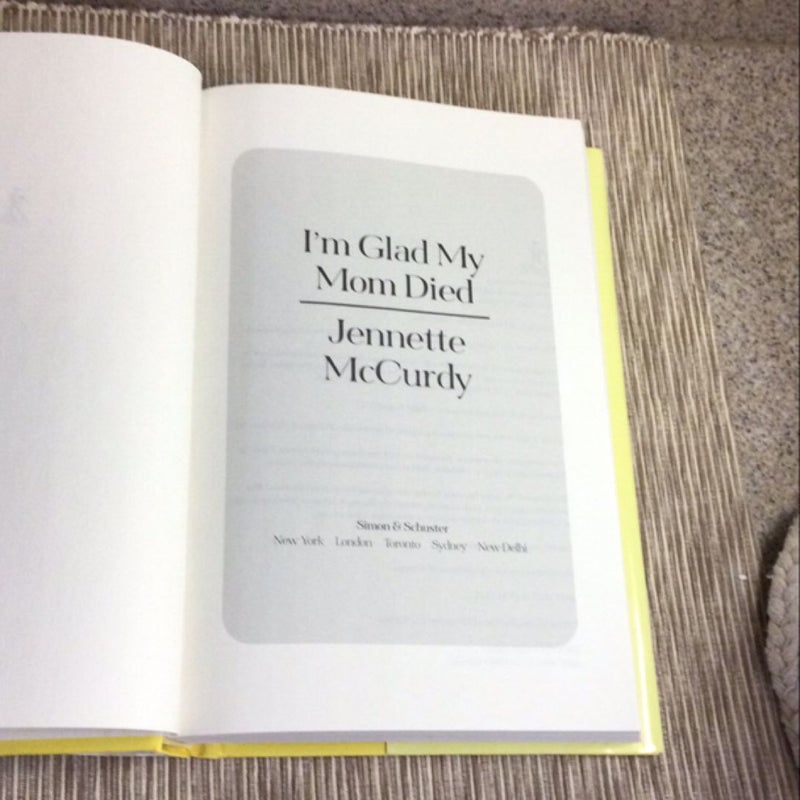 I'm Glad My
Mom Died
Jennette
McCurdy
Simon & Schuster
New York London Toronto Sydney New Delhi